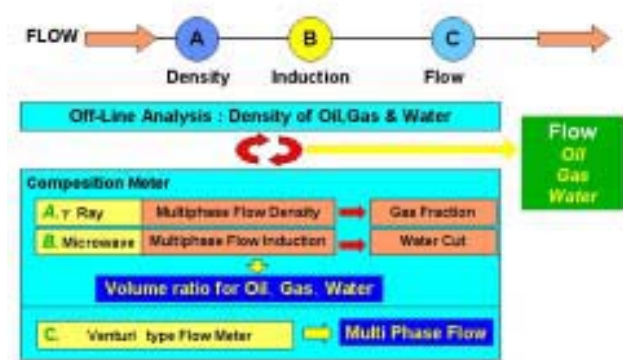 FLOW
A
B
C
Density
Induction
Flow
Off-Line Analysis : Density of Oil,Gas & Water
Flow
Oil
Gas
Water
Composition Meter
A. γ Ray
Multiphase Flow Density
Gas Fraction
B. Microwave
Multiphase Flow Induction
Water Cut
Volume ratio for Oil, Gas, Water
C. Venturi type Flow Meter
Multi Phase Flow